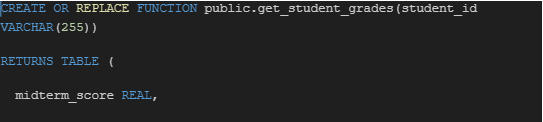 CREATE OR REPLACE FUNCTION public.get_student_grades(student_id
VARCHAR(255))
RETURNS TABLE (
midterm_score REAL,